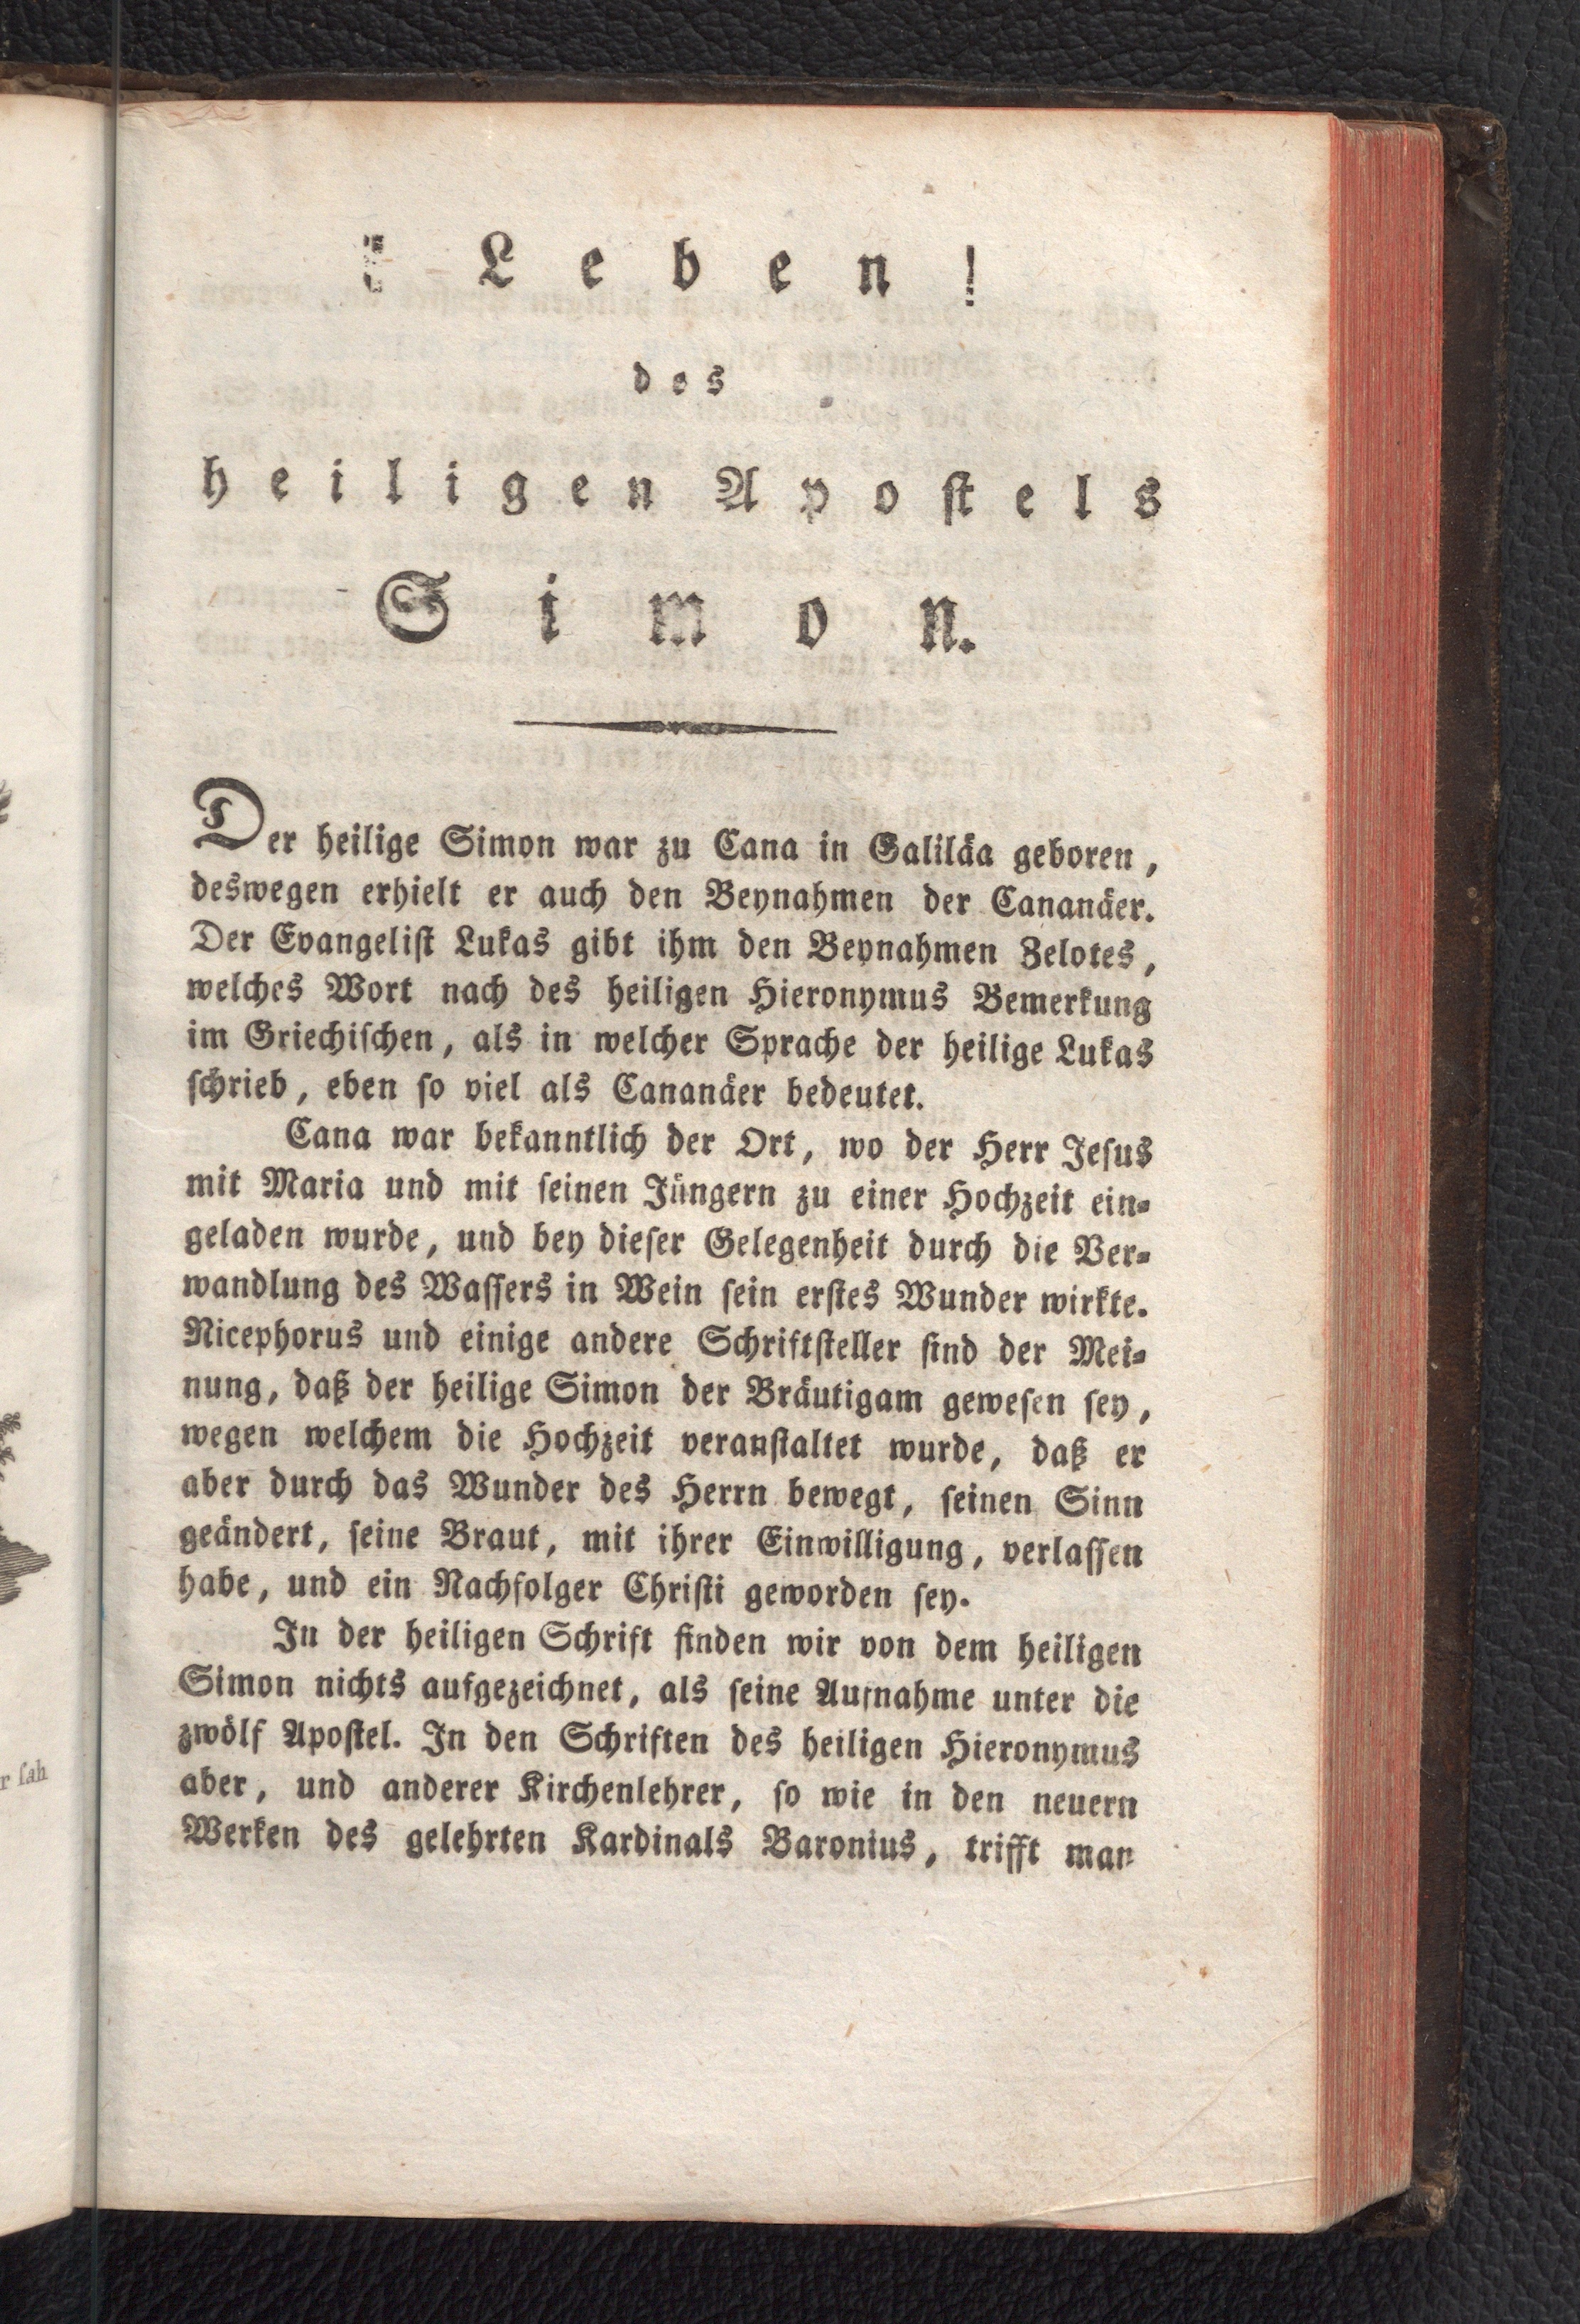 Leben
des
heiligen Apostels
Simon.
Der heilige Simon war zu Cana in Galiläa geboren,
deswegen erhielt er auch den Beynahmen der Cananäer.
Der Evangelist Lukas gibt ihm den Beynahmen Zelotes,
welches Wort nach des heiligen Hieronymus Bemerkung
im Griechischen, als in welcher Sprache der heilige Lukas
schrieb, eben so viel als Cananäer bedeutet.
Cana war bekanntlich der Ort, wo der Herr Jesus
mit Maria und mit seinen Jüngern zu einer Hochzeit ein-
geladen wurde, und bey dieser Gelegenheit durch die Ver-
wandlung des Wassers in Wein sein erstes Wunder wirkte.
Nicephorus und einige andere Schriftsteller sind der Mei-
nung, daß der heilige Simon der Bräutigam gewesen sey,
wegen welchem die Hochzeit veranstaltet wurde, daß er
aber durch das Wunder des Herrn bewegt, seinen Sinn
geändert, seine Braut, mit ihrer Einwilligung, verlassen
habe, und ein Nachfolger Christi geworden sey.
In der heiligen Schrift finden wir von dem heiligen
Simon nichts aufgezeichnet, als seine Aufnahme unter die
zwölf Apostel. In den Schriften des heiligen Hieronymus
aber, und anderer Kirchenlehrer, so wie in den neuern
Werken des gelehrten Kardinals Baronius, trifft man